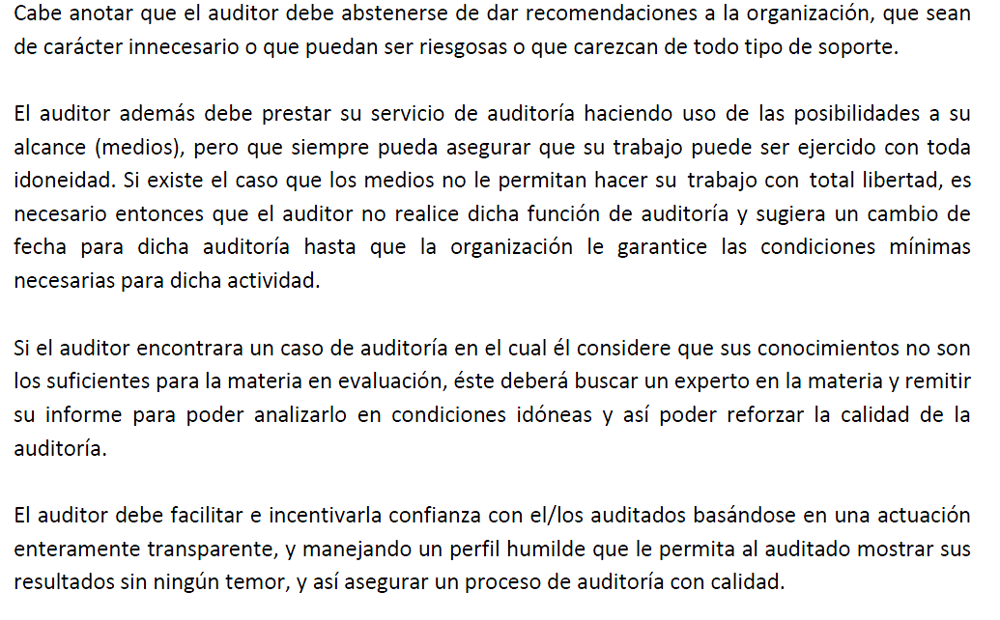 Cabe anotar que el auditor debe abstenerse de dar recomendaciones a la organización, que sean
de carácter innecesario o que puedan ser riesgosas o que carezcan de todo tipo de soporte.
El auditor además debe prestar su servicio de auditoría haciendo uso de las posibilidades a su
alcance (medios), pero que siempre pueda asegurar que su trabajo puede ser ejercido con toda
idoneidad. Si existe el caso que los medios no le permitan hacer su trabajo con total libertad, es
necesario entonces que el auditor no realice dicha función de auditoría y sugiera un cambio de
fecha para dicha auditoría hasta que la organización le garantice las condiciones mínimas
necesarias para dicha actividad.
Si el auditor encontrara un caso de auditoría en el cual él considere que sus conocimientos no son
los suficientes para la materia en evaluación, éste deberá buscar un experto en la materia y remitir
su informe para poder analizarlo en condiciones idóneas y así poder reforzar la calidad de la
auditoría.
El auditor debe facilitar e incentivarla confianza con el/los auditados basándose en una actuación
enteramente transparente, y manejando un perfil humilde que le permita al auditado mostrar sus
resultados sin ningún temor, y así asegurar un proceso de auditoría con calidad.